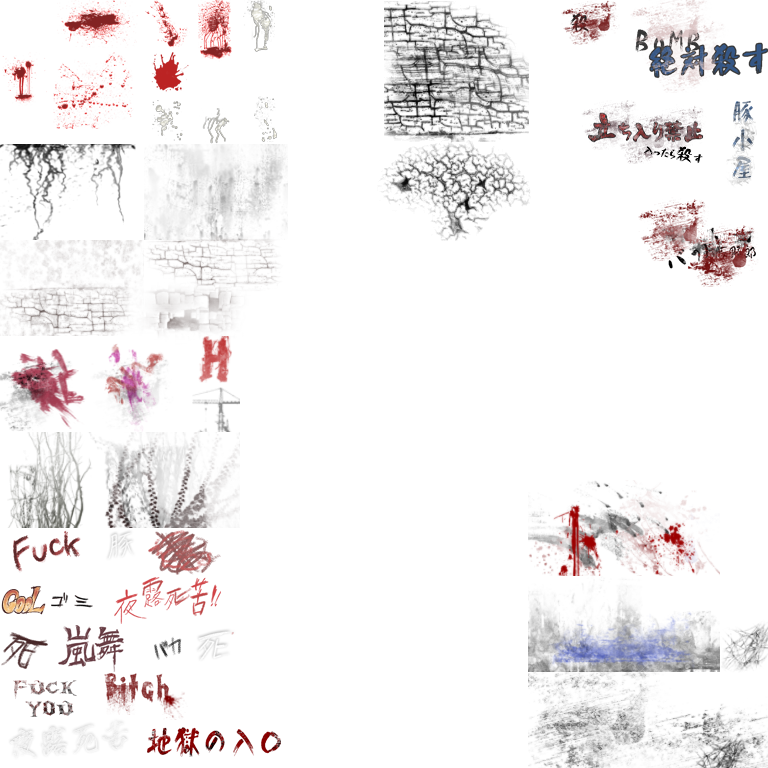 殺
BOMB
絶対殺す
立ち入り禁止
入ったら殺す
豚小屋
H
Fuck
豚
COOL
ゴミ
夜露死苦!!
死
嵐舞
バカ
死
FUCK
YOU
Bitch
夜露死苦
地獄の入口